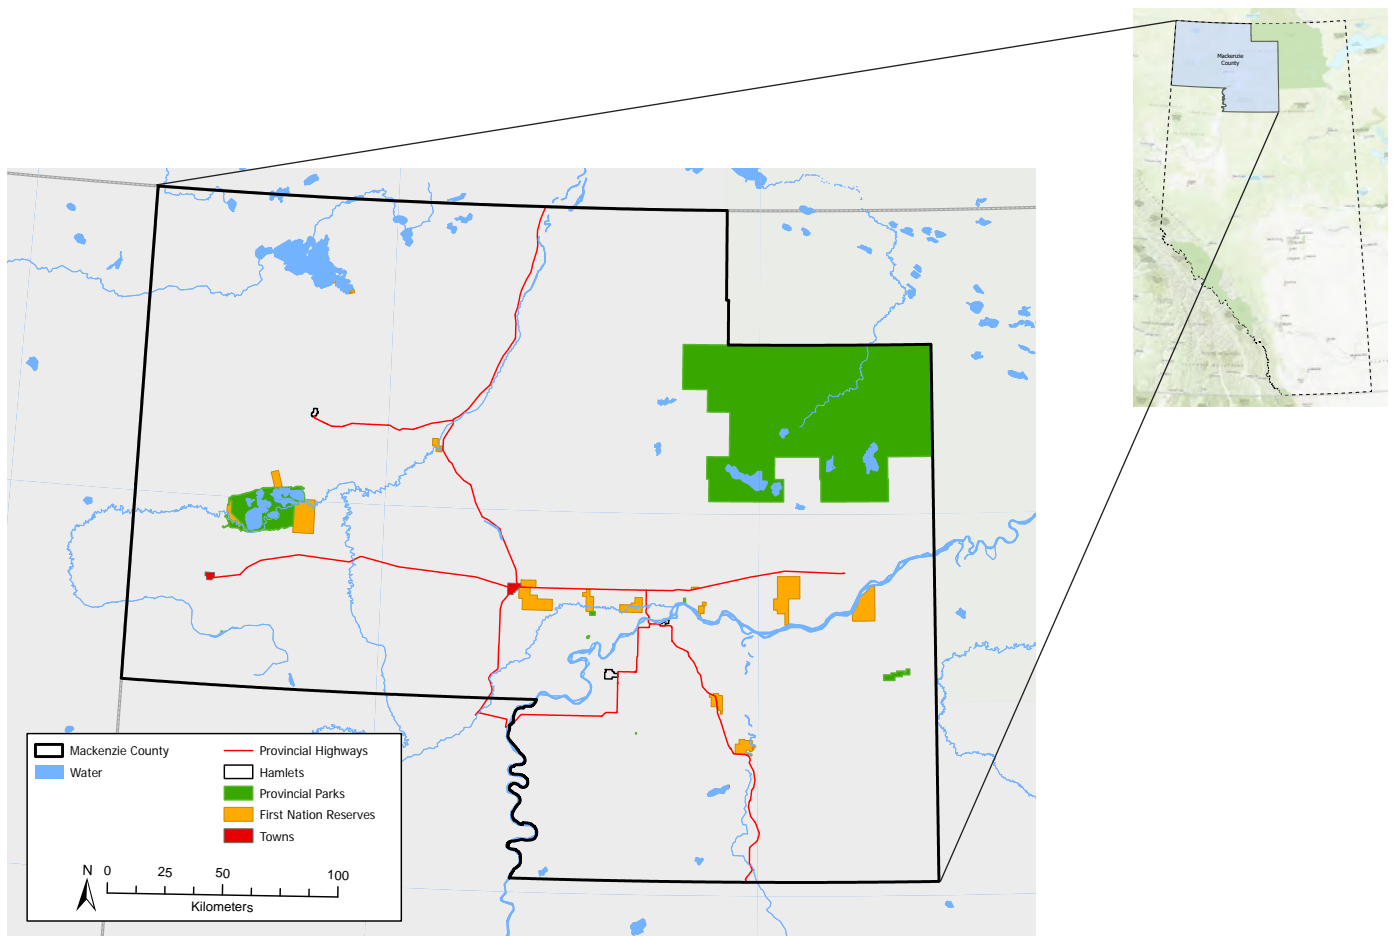 Mackenzie
County
Mackenzie County
Water
Provincial Highways
Hamlets
Provincial Parks
First Nation Reserves
Towns
N 0 25 50 100
Kilometers